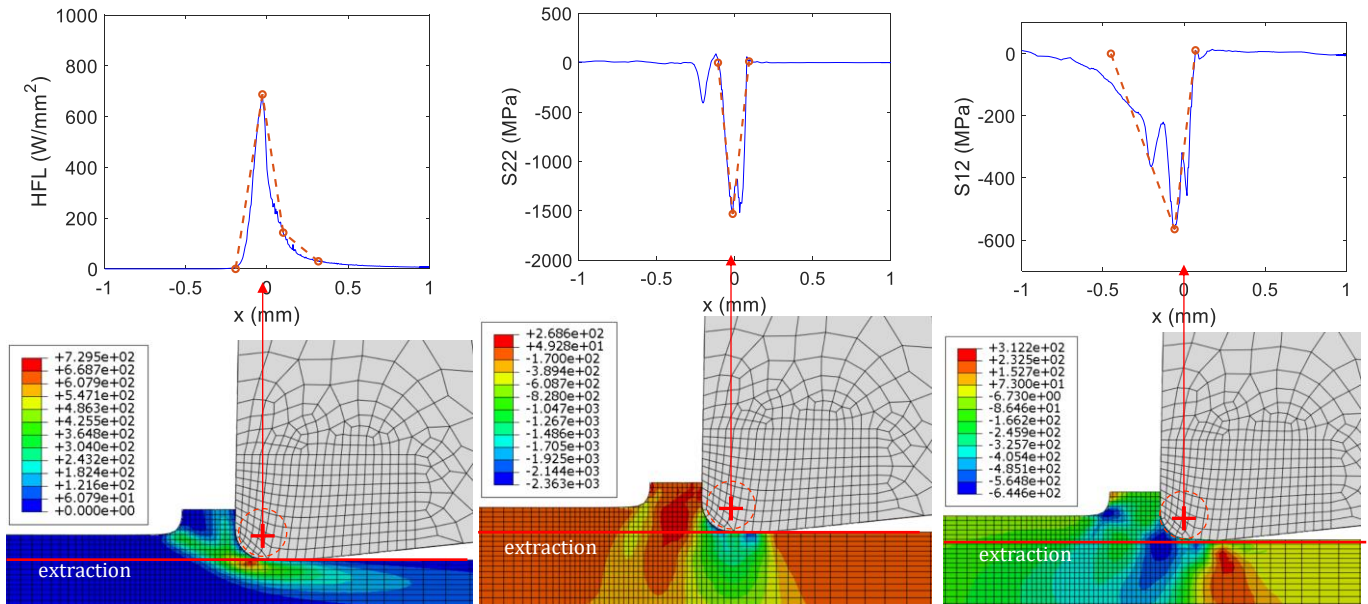 HFL (W/mm²)
1000
800
600
400
200
0
-1
-0.5
0
0.5
1
x (mm)
S22 (MPa)
500
0
-500
-1000
-1500
-2000
-1
-0.5
0
0.5
1
x (mm)
S12 (MPa)
0
-200
-400
-600
-1
-0.5
0
0.5
1
x (mm)
+7.295e+02
+6.687e+02
+6.079e+02
+5.471e+02
+4.863e+02
+4.255e+02
+3.648e+02
+3.040e+02
+2.432e+02
+1.824e+02
+1.216e+02
+6.079e+01
+0.000e+00
extraction
+2.686e+02
+4.928e+01
-1.700e+02
-3.894e+02
-6.087e+02
-8.280e+02
-1.047e+03
-1.267e+03
-1.486e+03
-1.705e+03
-1.925e+03
-2.144e+03
-2.363e+03
extraction
+3.122e+02
+2.325e+02
+1.527e+02
+7.300e+01
-6.730e+00
-8.646e+01
-1.662e+02
-2.459e+02
-3.257e+02
-4.054e+02
-4.851e+02
-5.648e+02
-6.446e+02
extraction